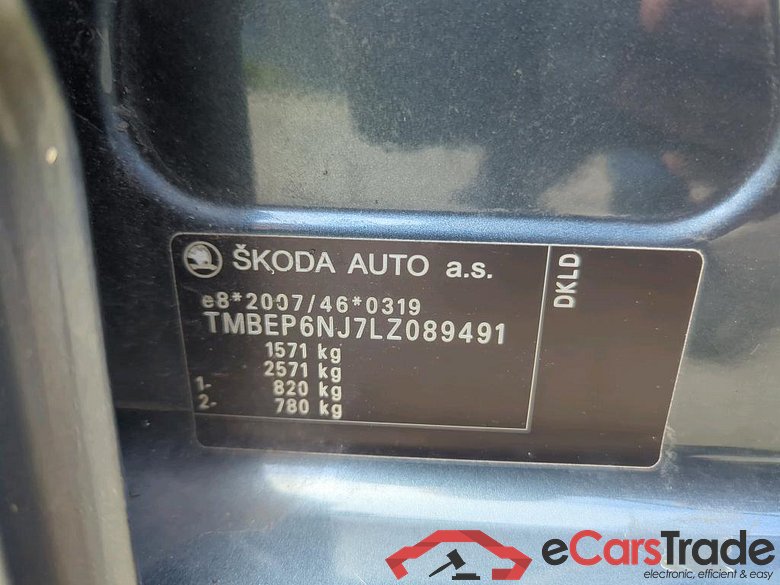 ŠKODA AUTO a.s.
e8*2007/46*0319
TMBEP6NJ7LZ089491
1571 kg
2571 kg
1- 820 kg
2- 780 kg
DKLD
eCarsTrade
electronic, efficient & easy